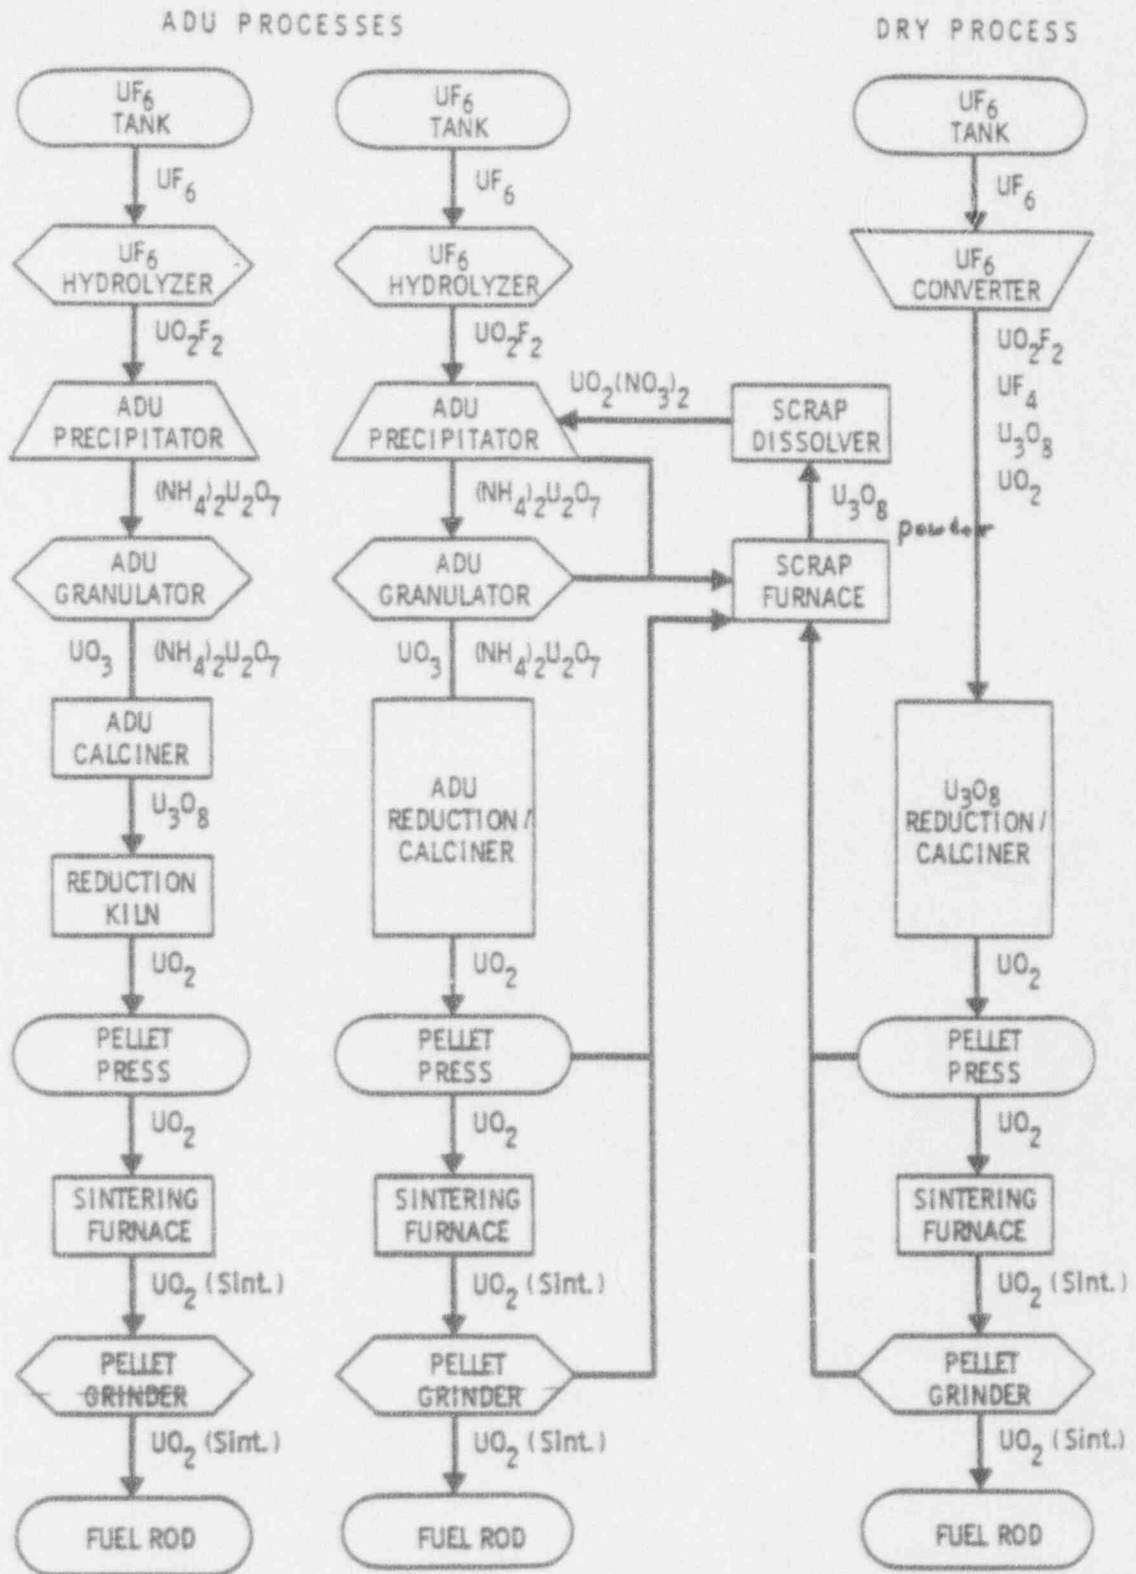 ADU PROCESSES
UF₆
TANK
UF₆
UF₆
HYDROLYZER
UO₂F₂
ADU
PRECIPITATOR
(NH₄)₂U₂O₇
ADU
GRANULATOR
UO₃ (NH₄)₂U₂O₇
ADU
CALCINER
U₃O₈
REDUCTION
KILN
UO₂
PELLET
PRESS
UO₂
SINTERING
FURNACE
UO₂ (Sint.)
PELLET
GRINDER
UO₂ (Sint.)
FUEL ROD
UF₆
TANK
UF₆
UF₆
HYDROLYZER
UO₂F₂
ADU
PRECIPITATOR
(NH₄)₂U₂O₇
ADU
GRANULATOR
UO₃ (NH₄)₂U₂O₇
ADU
REDUCTION/
CALCINER
UO₂
PELLET
PRESS
UO₂
SINTERING
FURNACE
UO₂ (Sint.)
PELLET
GRINDER
UO₂ (Sint.)
FUEL ROD
UO₂(NO₃)₂
SCRAP
DISSOLVER
U₃O₈
powder
SCRAP
FURNACE
DRY PROCESS
UF₆
TANK
UF₆
UF₆
CONVERTER
UO₂F₂
UF₄
U₃O₈
UO₂
U₃O₈
REDUCTION/
CALCINER
UO₂
PELLET
PRESS
UO₂
SINTERING
FURNACE
UO₂ (Sint.)
PELLET
GRINDER
UO₂ (Sint.)
FUEL ROD